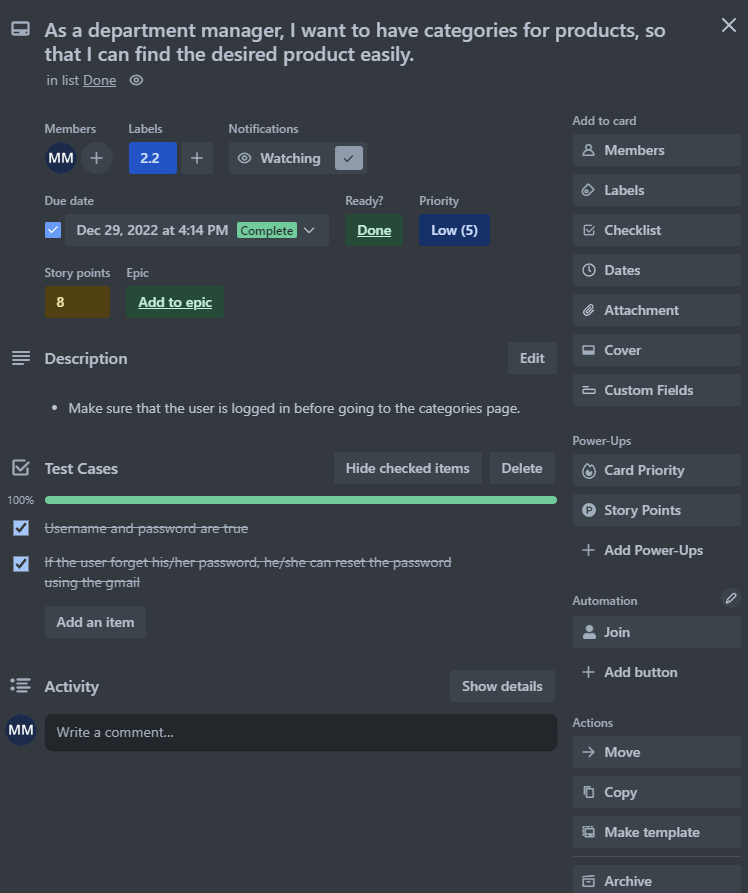 As a department manager, I want to have categories for products, so
that I can find the desired product easily.
in list Done
Members
Labels
Notifications
MM
2.2
Watching
Due date
Ready?
Priority
Dec 29, 2022 at 4:14 PM
Complete
Done
Low (5)
Story points
Epic
8
Add to epic
Description
Edit
Make sure that the user is logged in before going to the categories page.
Test Cases
Hide checked items
Delete
100%
Username and password are true
If the user forget his/her password, he/she can reset the password
using the gmail
Add an item
Activity
Show details
MM
Write a comment...
Add to card
Members
Labels
Checklist
Dates
Attachment
Cover
Custom Fields
Power-Ups
Card Priority
Story Points
Add Power-Ups
Automation
Join
Add button
Actions
Move
Copy
Make template
Archive